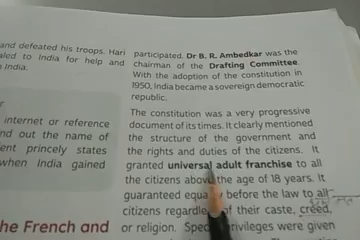 and defeated his troops. Hari
aled to India for help and
India.
internet or reference
nd out the name of
ent princely states
when India gained
he French and
participated. Dr B. R. Ambedkar was the
chairman of the Drafting Committee.
With the adoption of the constitution in
1950, India became a sovereign democratic
republic.
The constitution was a very progressive
document of its times. It clearly mentioned
the structure of the government and
the rights and duties of the citizens. It
granted universal adult franchise to all
the citizens above the age of 18 years. It
guaranteed before the law to all
citizens of their caste, creed,
or religion. were given